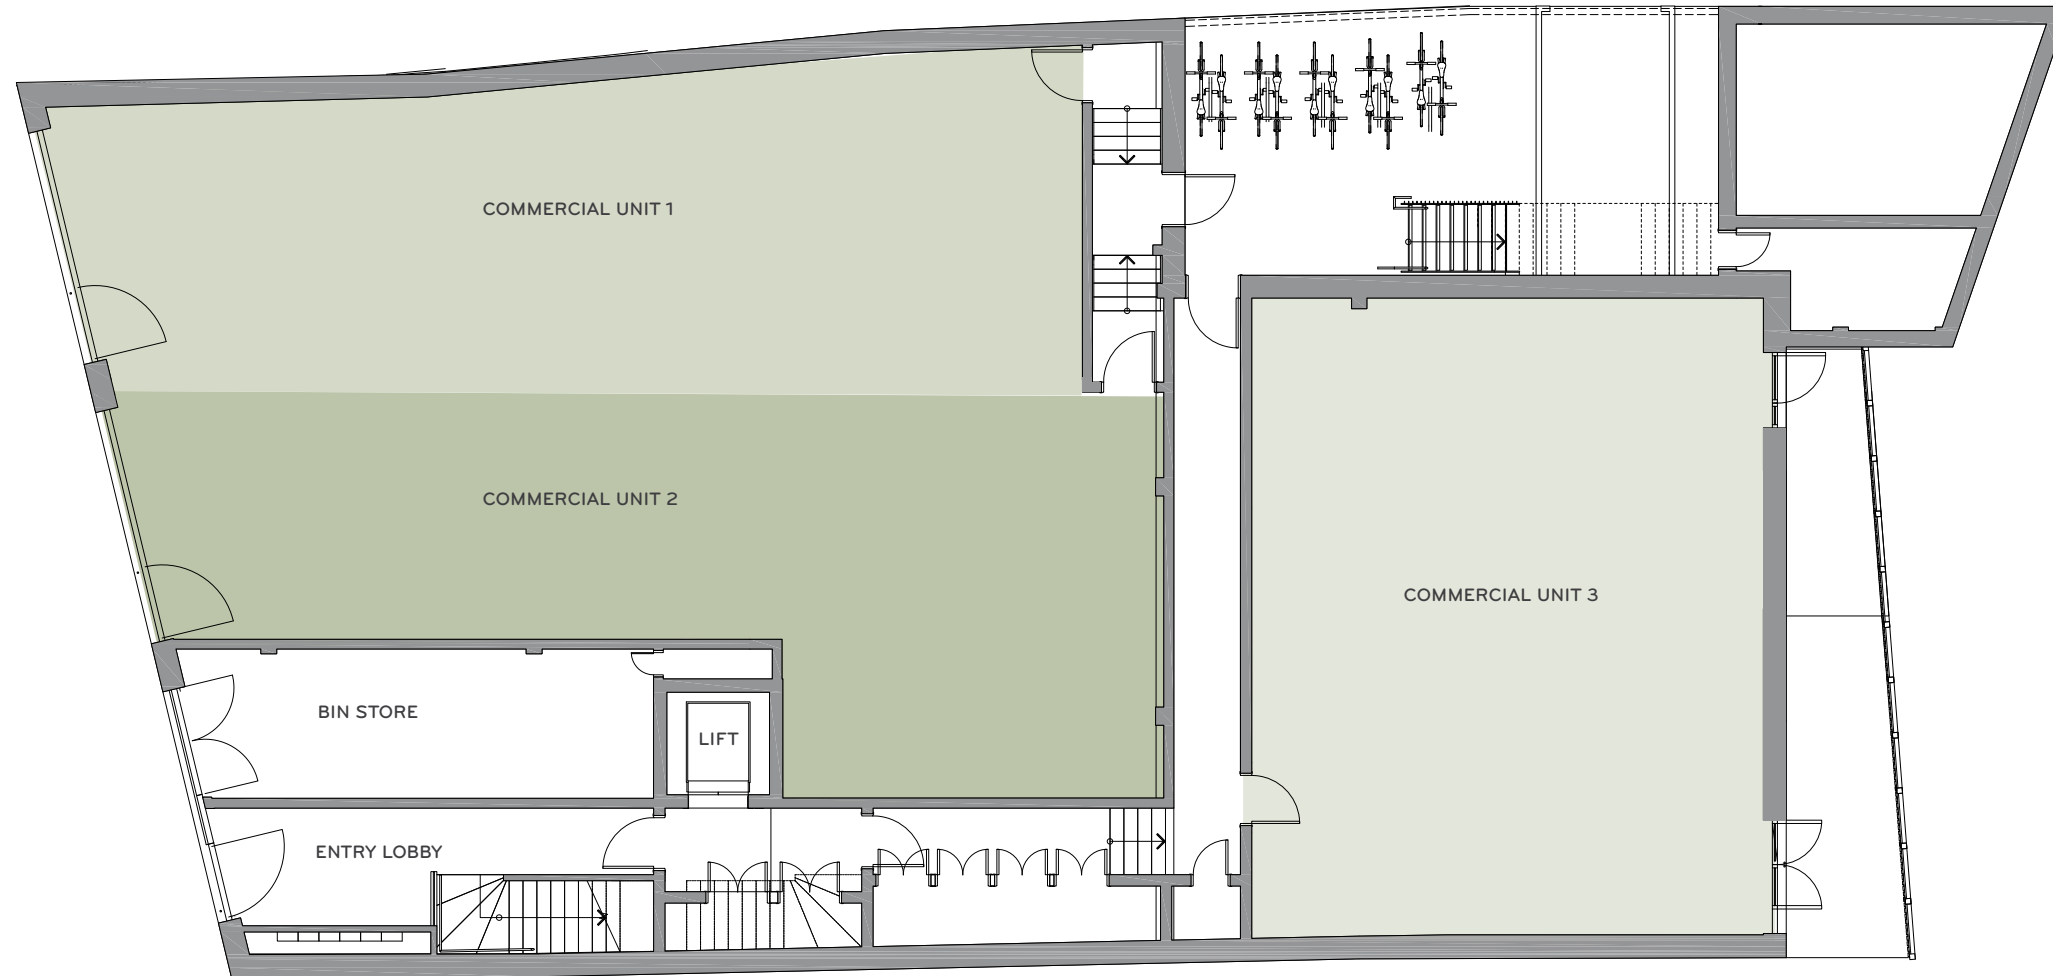 COMMERCIAL UNIT 1
COMMERCIAL UNIT 2
COMMERCIAL UNIT 3
BIN STORE
LIFT
ENTRY LOBBY